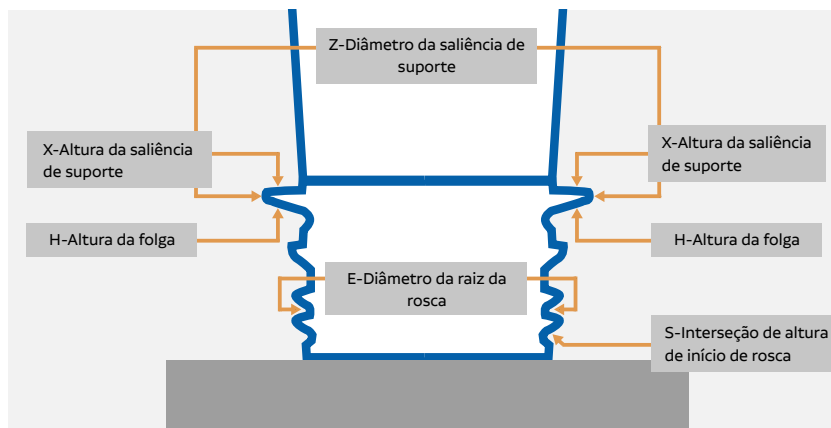 Z-Diâmetro da saliência de
suporte
X-Altura da saliência
de suporte
X-Altura da saliência
de suporte
H-Altura da folga
H-Altura da folga
E-Diâmetro da raiz da
rosca
S-Interseção de altura
de início de rosca